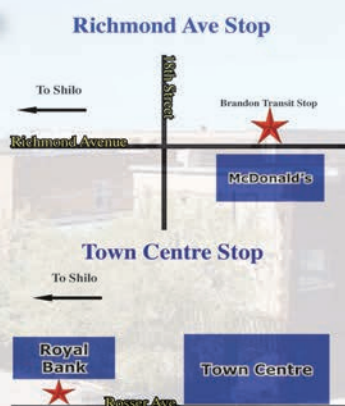 Richmond Ave Stop
18th Street
To Shilo
Brandon Transit Stop
Richmond Avenue
McDonald's
Town Centre Stop
To Shilo
Royal
Bank
Town Centre
Rosser Ave.